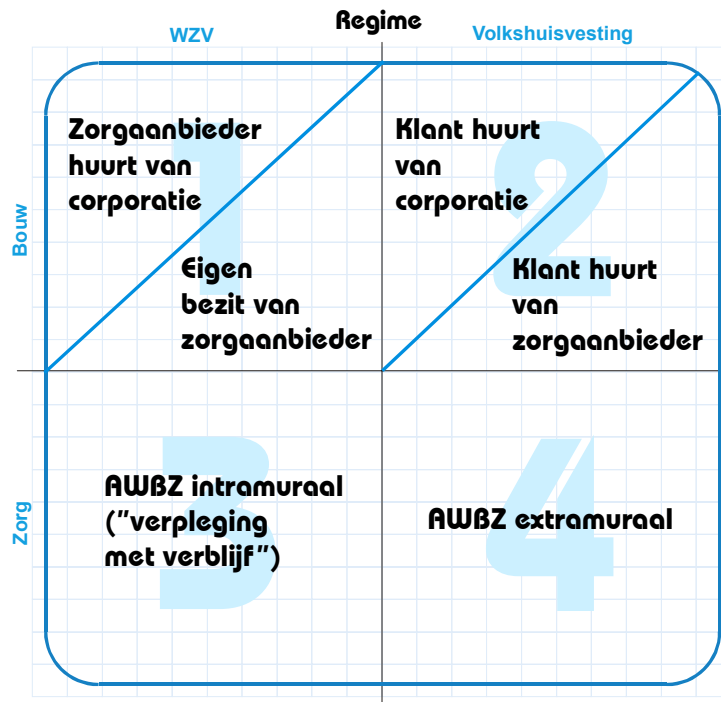 Regime
WZV
Volkshuisvesting
Bouw
Zorg
1
Zorgaanbieder
huurt van
corporatie
Eigen
bezit van
zorgaanbieder
2
Klant huurt
van
corporatie
Klant huurt
van
zorgaanbieder
3
AWBZ intramuraal
("verpleging
met verblijf")
4
AWBZ extramuraal